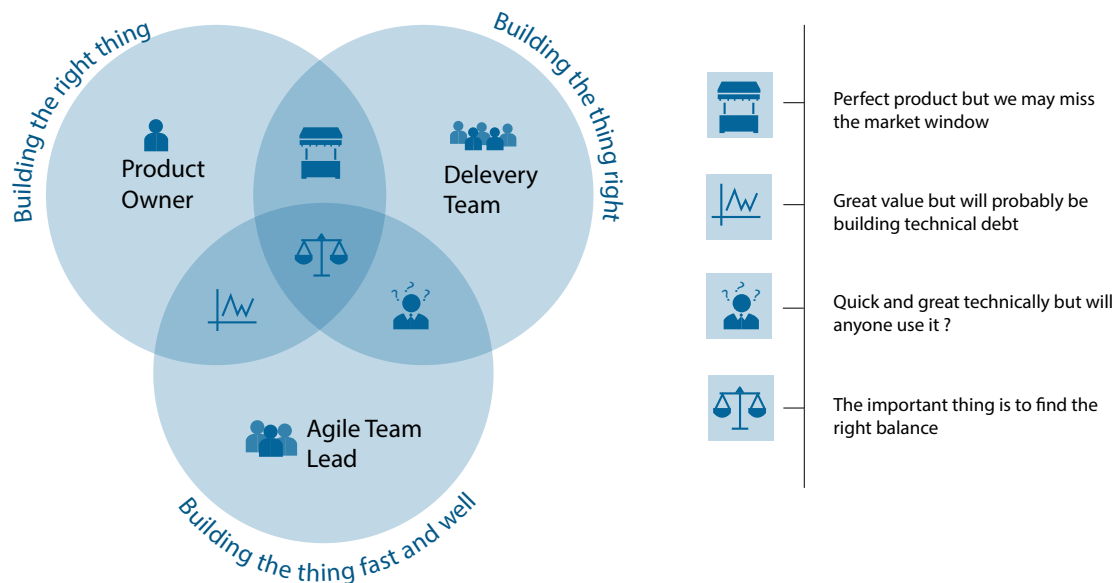 Building the right thing
Building the thing right
Product
Owner
Delevery
Team
Agile Team
Lead
Building the thing fast and well
Perfect product but we may miss
the market window
Great value but will probably be
building technical debt
Quick and great technically but will
anyone use it ?
The important thing is to find the
right balance